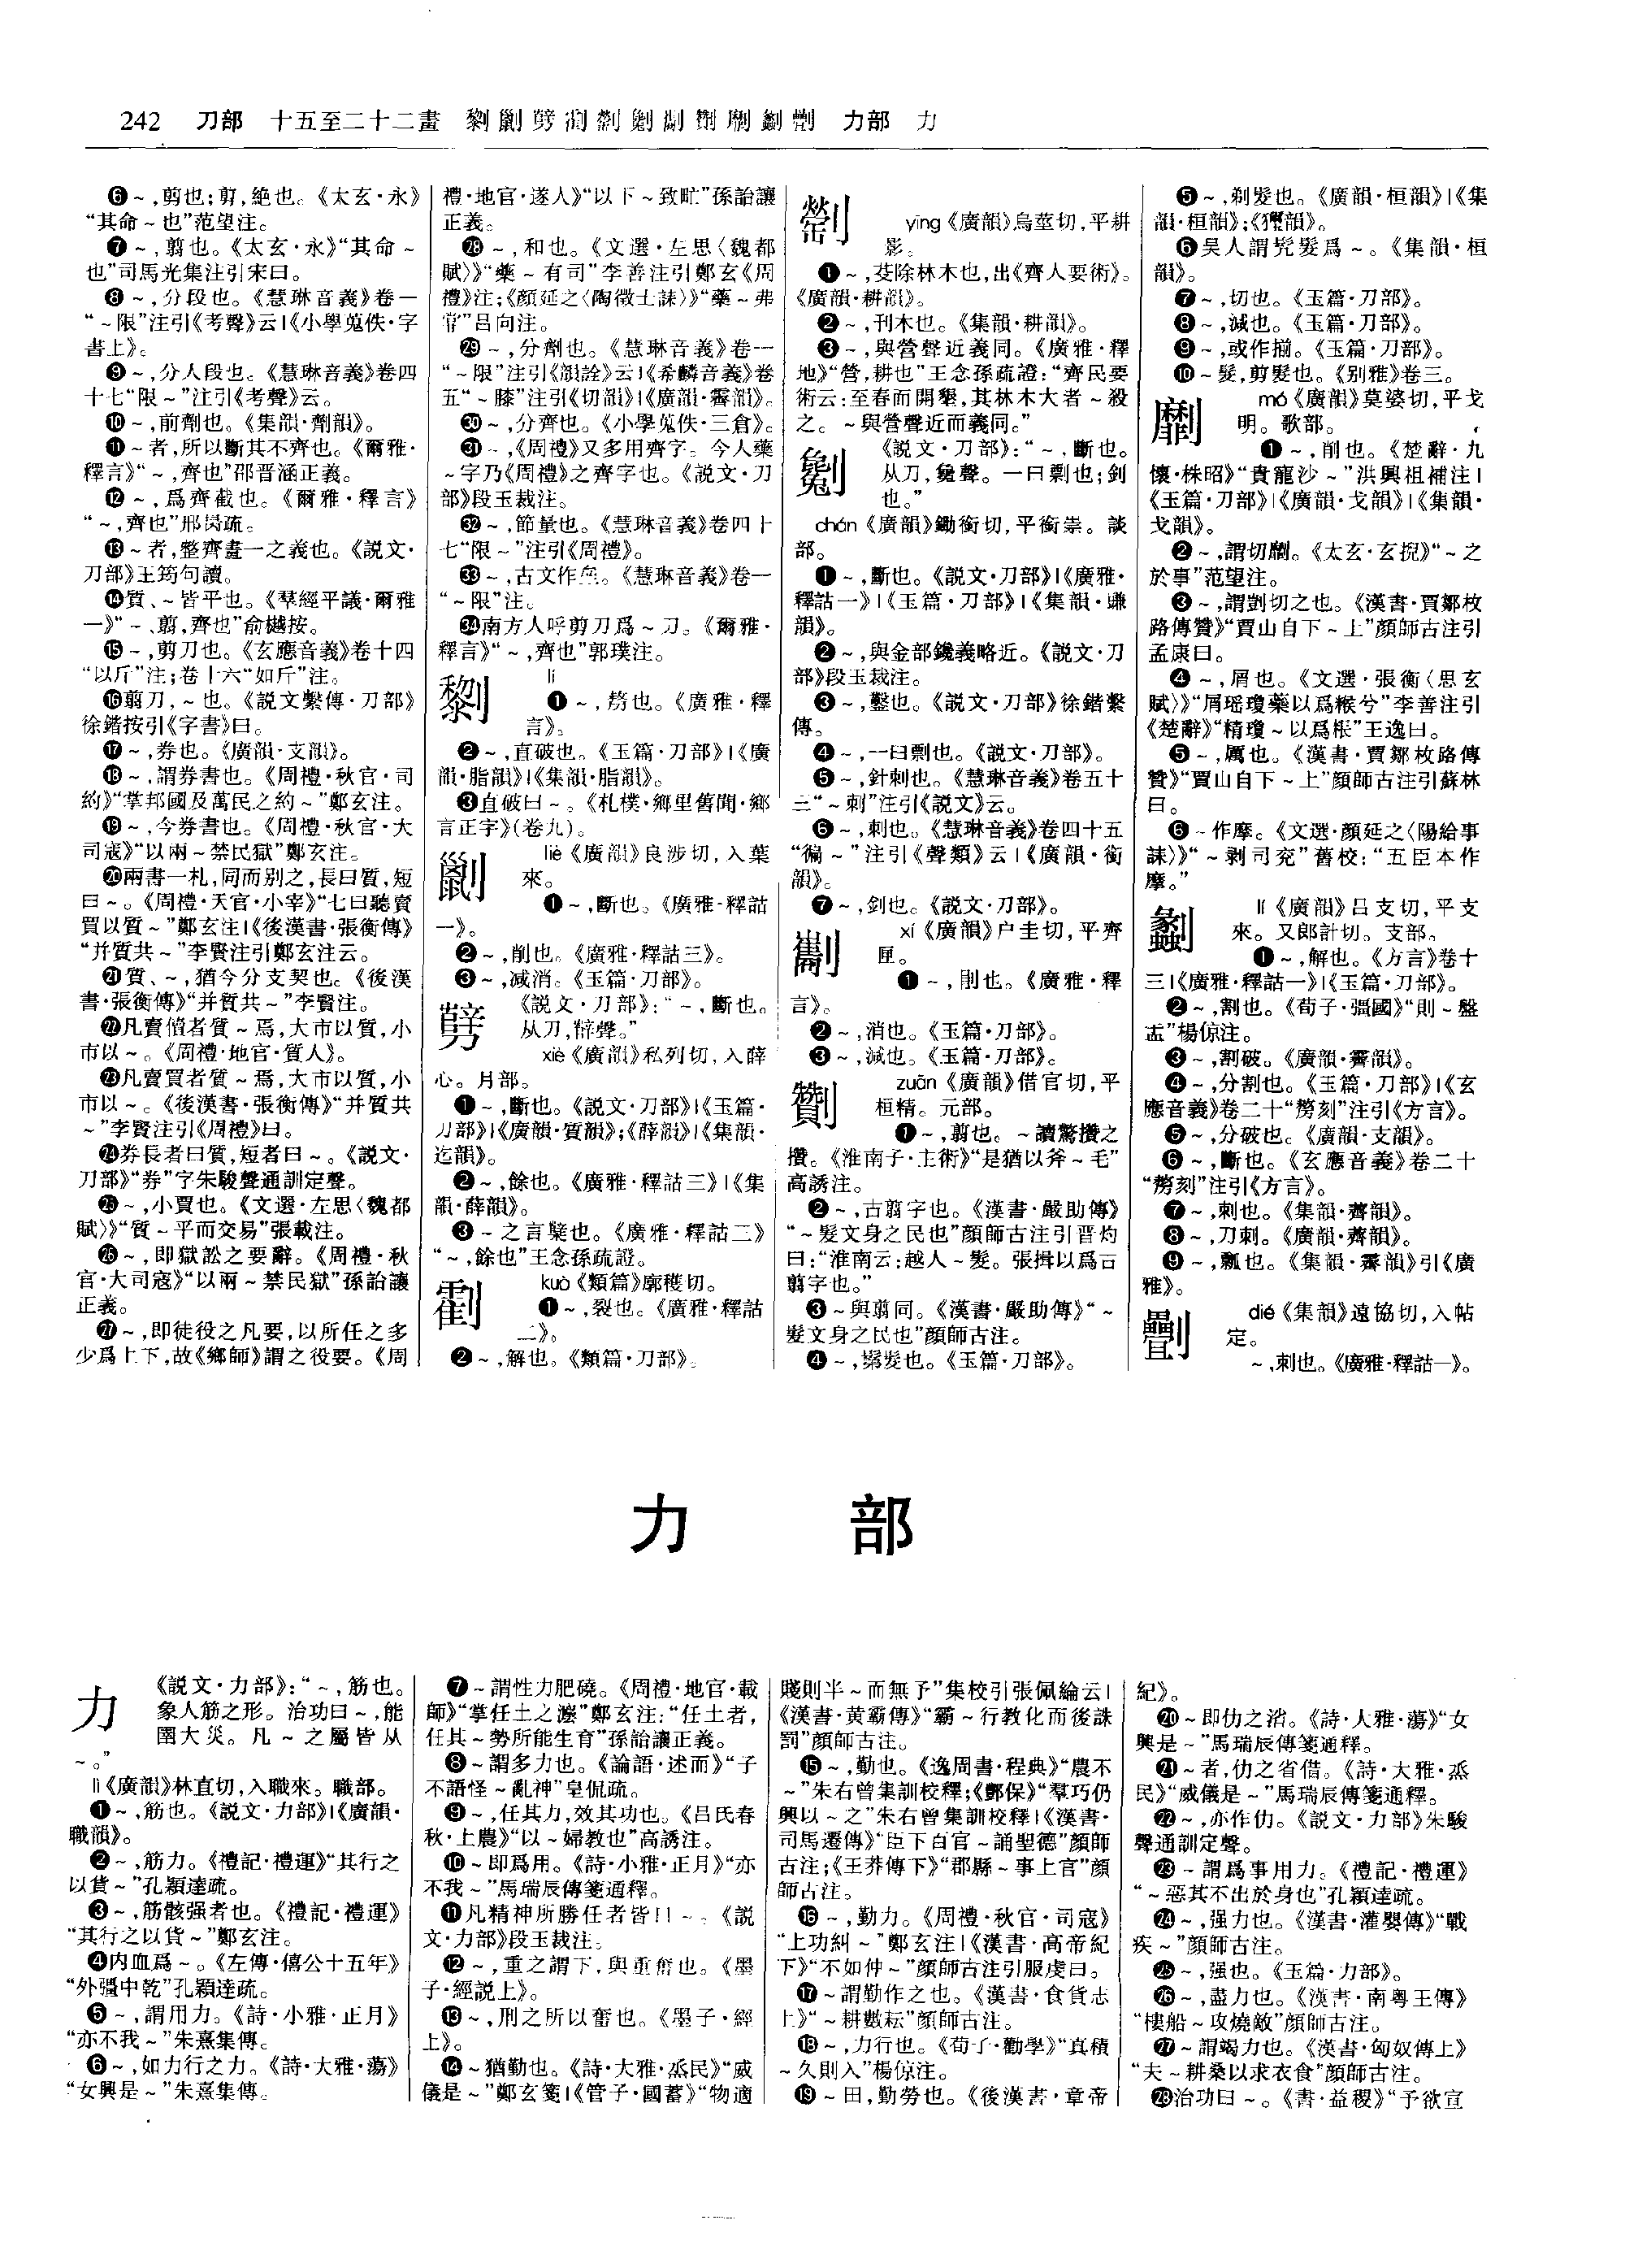 242 刀部 十五至二十二畫 力部 力
❻～,剪也;剪,絶也。《太玄·永》
“其命～也”范望注。
❼～,翦也。《太玄·永》“其命～
也”司馬光集注引宋曰。
❽～,分段也。《慧琳音義》卷一
“～限”注引《考聲》云|《小學蒐佚·字
書上》。
❾～,分人段也。《慧琳音義》卷四
十七“限～”注引《考聲》云。
❿～,前劑也。《集韻·劑韻》。
⓫～者,所以斷其不齊也。《爾雅·
釋言》“～,齊也”邵晋涵正義。
⓬～,爲齊截也。《爾雅·釋言》
“～,齊也”邢昺疏。
⓭～者,整齊畫一之義也。《説文·
刀部》王筠句讀。
⓮質、～皆平也。《羣經平議·爾雅
一》“～、翦,齊也”俞樾按。
⓯～,剪刀也。《玄應音義》卷十四
“以斤”注;卷十六“如斤”注。
⓰翦刀,～也。《説文繫傳·刀部》
徐鍇按引《字書》曰。
⓱～,券也。《廣韻·支韻》。
⓲～,謂券書也。《周禮·秋官·司
約》“掌邦國及萬民之約～”鄭玄注。
⓳～,今券書也。《周禮·秋官·大
司寇》“以兩～禁民獄”鄭玄注。
⓴兩書一札,同而别之,長曰質,短
曰～。《周禮·天官·小宰》“七曰聽賣
買以質～”鄭玄注|《後漢書·張衡傳》
“并質共～”李賢注引鄭玄注云。
㉑質、～,猶今分支契也。《後漢
書·張衡傳》“并質共～”李賢注。
㉒凡賣儥者質～焉,大市以質,小
市以～。《周禮·地官·質人》。
㉓凡賣買者質～焉,大市以質,小
市以～。《後漢書·張衡傳》“并質共
～”李賢注引《周禮》曰。
㉔券長者曰質,短者曰～。《説文·
刀部》“券”字朱駿聲通訓定聲。
㉕～,小賈也。《文選·左思〈魏都
賦〉》“質～平而交易”張載注。
㉖～,即獄訟之要辭。《周禮·秋
官·大司寇》“以兩～禁民獄”孫詒讓
正義。
㉗～,即徒役之凡要,以所任之多
少爲上下,故《鄉師》謂之役要。《周
禮·地官·遂人》“以下～致甿”孫詒讓
正義。
㉘～,和也。《文選·左思〈魏都
賦〉》“藥～有司”李善注引鄭玄《周
禮》注;《顔延之〈陶徵士誄〉》“藥～弗
嘗”吕向注。
㉙～,分劑也。《慧琳音義》卷一
“～限”注引《韻詮》云|《希麟音義》卷
五“～膝”注引《切韻》|《廣韻·霽韻》。
㉚～,分齊也。《小學蒐佚·三倉》。
㉛～,《周禮》又多用齊字。今人藥
～字乃《周禮》之齊字也。《説文·刀
部》段玉裁注。
㉜～,節量也。《慧琳音義》卷四十
七“限～”注引《周禮》。
㉝～,古文作。《慧琳音義》卷一
“～限”注。
㉞南方人呼剪刀爲～刀。《爾雅·
釋言》“～,齊也”郭璞注。
劙 lí
❶～,剺也。《廣雅·釋
言》。
❷～,直破也。《玉篇·刀部》|《廣
韻·脂韻》|《集韻·脂韻》。
❸直破曰～。《札樸·鄉里舊聞·鄉
言正字》(卷九)。
liè《廣韻》良涉切,入葉
來。
❶～,斷也。《廣雅·釋詁
一》。
❷～,削也。《廣雅·釋詁三》。
❸～,减消。《玉篇·刀部》。
《説文·刀部》:“～,斷也。
从刀,辥聲。”
xiè《廣韻》私列切,入薛
心。月部。
❶～,斷也。《説文·刀部》|《玉篇·
刀部》|《廣韻·質韻》;《薛韻》|《集韻·
迄韻》。
❷～,餘也。《廣雅·釋詁三》|《集
韻·薛韻》。
❸～之言櫱也。《廣雅·釋詁三》
“～,餘也”王念孫疏證。
kuò《類篇》廓穫切。
❶～,裂也。《廣雅·釋詁
二》。
❷～,解也。《類篇·刀部》。
yīng《廣韻》烏莖切,平耕
影。
❶～,芟除林木也,出《齊人要術》。
《廣韻·耕韻》。
❷～,刊木也。《集韻·耕韻》。
❸～,與營聲近義同。《廣雅·釋
地》“營,耕也”王念孫疏證:“齊民要
術云:至春而開墾,其林木大者～殺
之。～與營聲近而義同。”
劖 《説文·刀部》:“～,斷也。
从刀,毚聲。一曰剽也;釗
也。”
chán《廣韻》鋤銜切,平銜崇。談
部。
❶～,斷也。《説文·刀部》|《廣雅·
釋詁一》|《玉篇·刀部》|《集韻·㻩
韻》。
❷～,與金部鑱義略近。《説文·刀
部》段玉裁注。
❸～,鑿也。《説文·刀部》徐鍇繫
傳。
❹～,一曰剽也。《説文·刀部》。
❺～,針刺也。《慧琳音義》卷五十
三“～刺”注引《説文》云。
❻～,刺也。《慧琳音義》卷四十五
“徧～”注引《聲類》云|《廣韻·銜
韻》。
❼～,釗也。《説文·刀部》。
xí《廣韻》户圭切,平齊
匣。
❶～,剈也。《廣雅·釋
言》。
❷～,消也。《玉篇·刀部》。
❸～,減也。《玉篇·刀部》。
zuān《廣韻》借官切,平
桓精。元部。
❶～,翦也。～讀驚攢之
攢。《淮南子·主術》“是猶以斧～毛”
高誘注。
❷～,古翦字也。《漢書·嚴助傳》
“～髮文身之民也”顔師古注引晋灼
曰:“淮南云:越人～髮。張揖以爲古
翦字也。”
❸～與翦同。《漢書·嚴助傳》“～
髮文身之民也”顔師古注。
❹～,鬀髮也。《玉篇·刀部》。
❺～,剃髮也。《廣韻·桓韻》|《集
韻·桓韻》;《獮韻》。
❻吴人謂髡髮爲～。《集韻·桓
韻》。
❼～,切也。《玉篇·刀部》。
❽～,減也。《玉篇·刀部》。
❾～,或作揃。《玉篇·刀部》。
❿～髮,剪髮也。《别雅》卷三。
劘 mó《廣韻》莫婆切,平戈
明。歌部。
❶～,削也。《楚辭·九
懷·株昭》“貴寵沙～”洪興祖補注|
《玉篇·刀部》|《廣韻·戈韻》|《集韻·
戈韻》。
❷～,謂切劘。《太玄·玄掜》“～之
於事”范望注。
❸～,謂剴切之也。《漢書·賈鄒枚
路傳贊》“賈山自下～上”顔師古注引
孟康曰。
❹～,屑也。《文選·張衡〈思玄
賦〉》“屑瑶瓊蘂以爲糇兮”李善注引
《楚辭》“精瓊～以爲粻”王逸曰。
❺～,厲也。《漢書·賈鄒枚路傳
贊》“賈山自下～上”顔師古注引蘇林
曰。
❻～作摩。《文選·顔延之〈陽給事
誄〉》“～剥司兖”舊校:“五臣本作
摩。”
劙 lí《廣韻》吕支切,平支
來。又郎計切。支部。
❶～,解也。《方言》卷十
三|《廣雅·釋詁一》|《玉篇·刀部》。
❷～,割也。《荀子·彊國》“則～盤
盂”楊倞注。
❸～,割破。《廣韻·霽韻》。
❹～,分割也。《玉篇·刀部》|《玄
應音義》卷二十“剺刻”注引《方言》。
❺～,分破也。《廣韻·支韻》。
❻～,斷也。《玄應音義》卷二十
“剺刻”注引《方言》。
❼～,刺也。《集韻·薺韻》。
❽～,刀刺。《廣韻·薺韻》。
❾～,瓢也。《集韻·霽韻》引《廣
雅》。
dié《集韻》遠協切,入帖
定。
～,刺也。《廣雅·釋詁一》。
力 部
力 《説文·力部》:“～,筋也。
象人筋之形。治功曰～,能
圉大災。凡～之屬皆从
～。”
lì《廣韻》林直切,入職來。職部。
❶～,筋也。《説文·力部》|《廣韻·
職韻》。
❷～,筋力。《禮記·禮運》“其行之
以貨～”孔穎達疏。
❸～,筋骸强者也。《禮記·禮運》
“其行之以貨～”鄭玄注。
❹内血爲～。《左傳·僖公十五年》
“外彊中乾”孔穎達疏。
❺～,謂用力。《詩·小雅·正月》
“亦不我～”朱熹集傳。
❻～,如力行之力。《詩·大雅·蕩》
“女興是～”朱熹集傳。
❼～謂性力肥磽。《周禮·地官·載
師》“掌任土之灋”鄭玄注:“任土者,
任其～勢所能生育”孫詒讓正義。
❽～謂多力也。《論語·述而》“子
不語怪～亂神”皇侃疏。
❾～,任其力,效其功也。《吕氏春
秋·上農》“以～婦教也”高誘注。
❿～即爲用。《詩·小雅·正月》“亦
不我～”馬瑞辰傳箋通釋。
⓫凡精神所勝任者皆曰～。《説
文·力部》段玉裁注。
⓬～,重之謂下,與重奮也。《墨
子·經説上》。
⓭～,刑之所以奮也。《墨子·經
上》。
⓮～猶勤也。《詩·大雅·烝民》“威
儀是～”鄭玄箋|《管子·國蓄》“物適
賤則半～而無予”集校引張佩綸云|
《漢書·黄霸傳》“霸～行教化而後誅
罰”顔師古注。
⓯～,勤也。《逸周書·程典》“農不
～”朱右曾集訓校釋;《酆保》“羣巧仍
興以～之”朱右曾集訓校釋|《漢書·
司馬遷傳》“臣下百官～誦聖德”顔師
古注;《王莽傳下》“郡縣～事上官”顔
師古注。
⓰～,勤力。《周禮·秋官·司寇》
“上功糾～”鄭玄注|《漢書·高帝紀
下》“不如仲～”顔師古注引服虔曰。
⓱～謂勤作之也。《漢書·食貨志
上》“～耕數耘”顔師古注。
⓲～,力行也。《荀子·勸學》“真積
～久則入”楊倞注。
⓳～田,勤勞也。《後漢書·章帝
紀》。
⓴～即仂之渻。《詩·大雅·蕩》“女
興是～”馬瑞辰傳箋通釋。
㉑～者,仂之省借。《詩·大雅·烝
民》“威儀是～”馬瑞辰傳箋通釋。
㉒～,亦作仂。《説文·力部》朱駿
聲通訓定聲。
㉓～謂爲事用力。《禮記·禮運》
“～惡其不出於身也”孔穎達疏。
㉔～,强力也。《漢書·灌嬰傳》“戰
疾～”顔師古注。
㉕～,强也。《玉篇·力部》。
㉖～,盡力也。《漢書·南粤王傳》
“樓船～攻燒敵”顔師古注。
㉗～謂竭力也。《漢書·匈奴傳上》
“夫～耕桑以求衣食”顔師古注。
㉘治功曰～。《書·益稷》“予欲宣